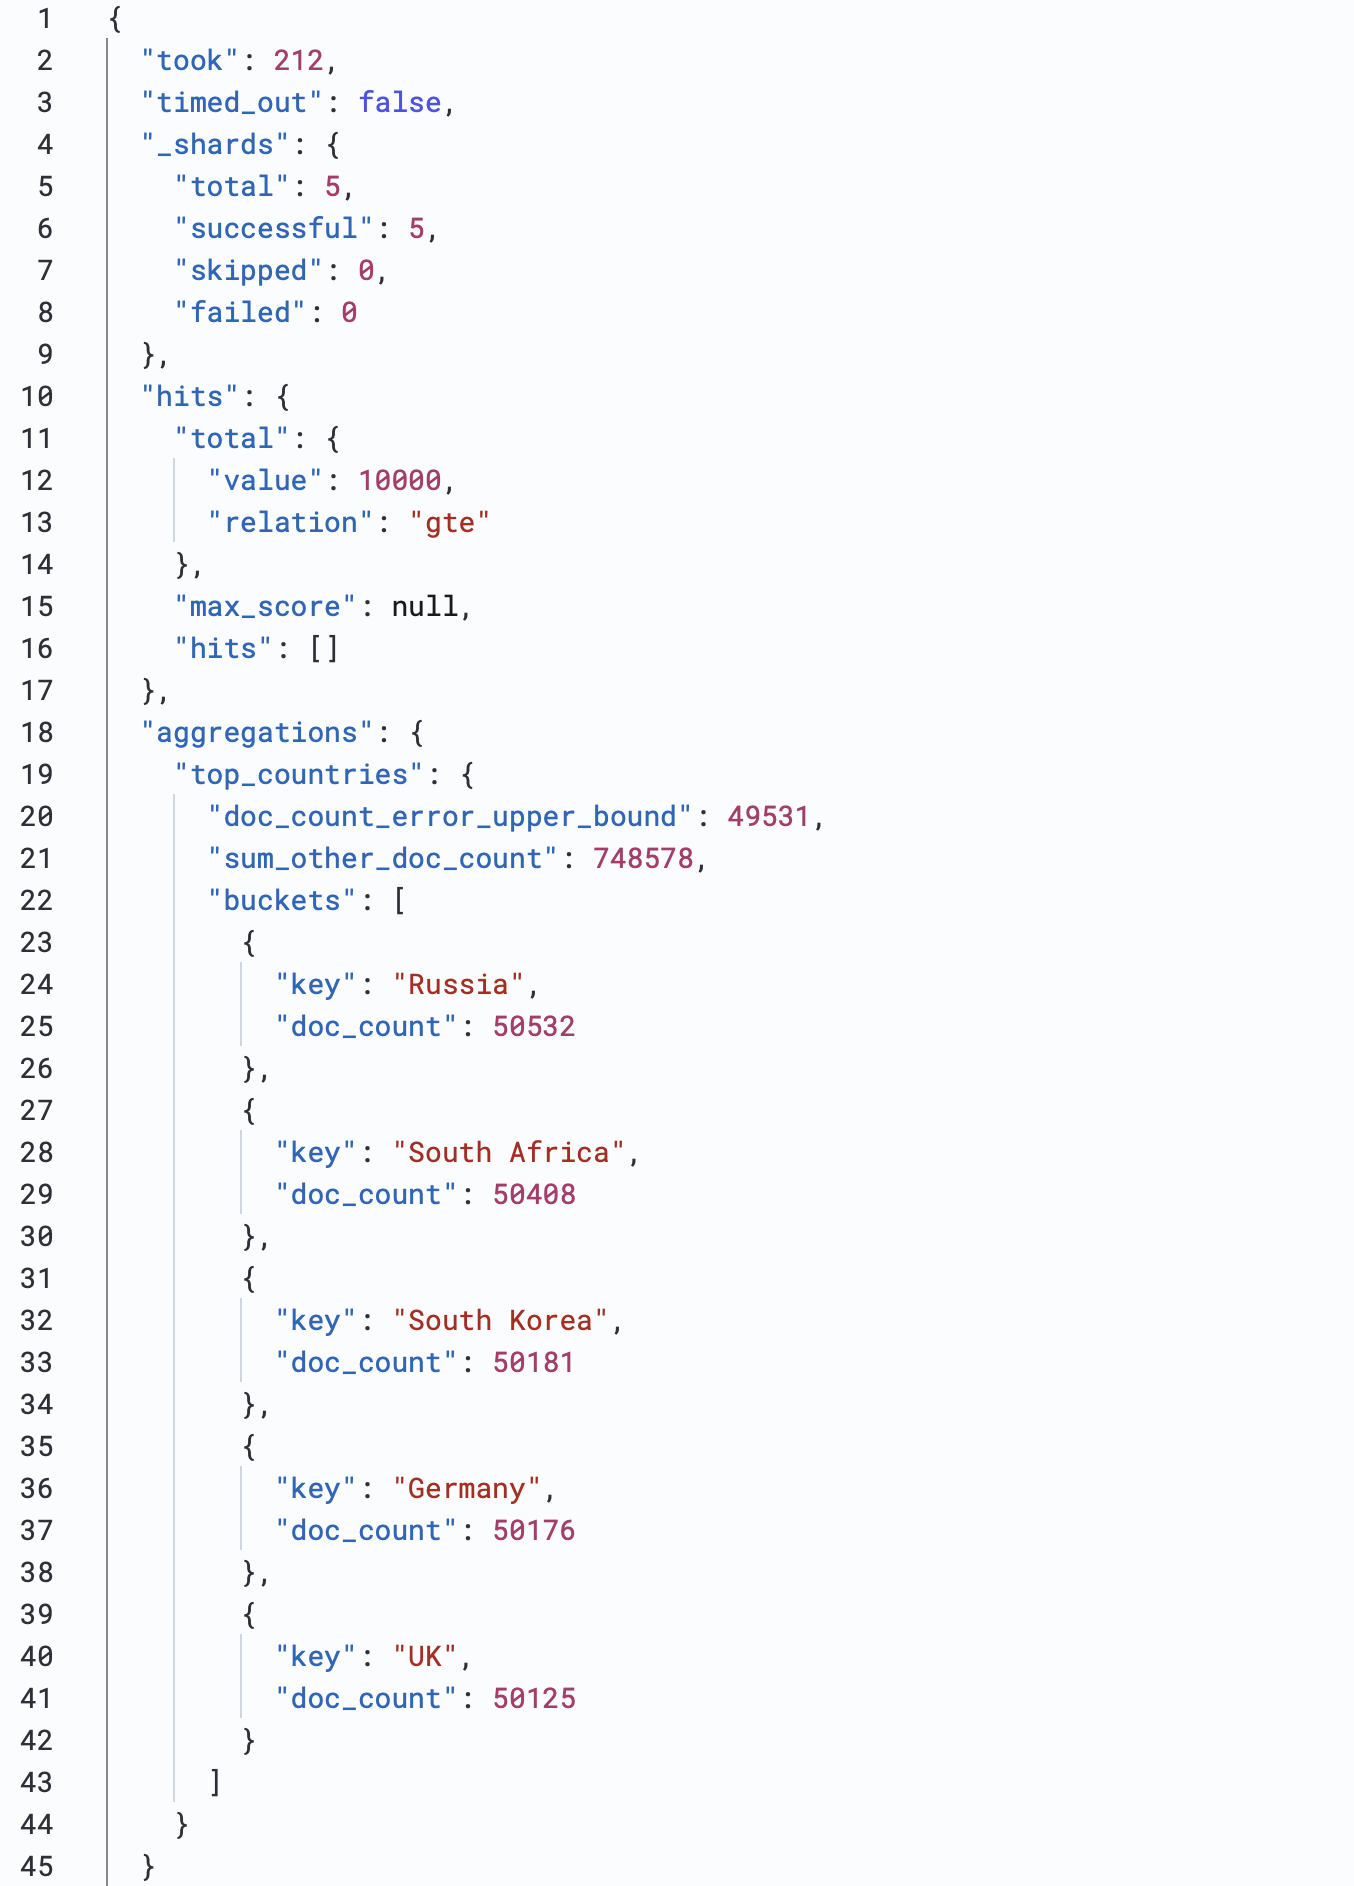 1 {
2 "took": 212,
3 "timed_out": false,
4 "_shards": {
5 "total": 5,
6 "successful": 5,
7 "skipped": 0,
8 "failed": 0
9 },
10 "hits": {
11 "total": {
12 "value": 10000,
13 "relation": "gte"
14 },
15 "max_score": null,
16 "hits": []
17 },
18 "aggregations": {
19 "top_countries": {
20 "doc_count_error_upper_bound": 49531,
21 "sum_other_doc_count": 748578,
22 "buckets": [
23 {
24 "key": "Russia",
25 "doc_count": 50532
26 },
27 {
28 "key": "South Africa",
29 "doc_count": 50408
30 },
31 {
32 "key": "South Korea",
33 "doc_count": 50181
34 },
35 {
36 "key": "Germany",
37 "doc_count": 50176
38 },
39 {
40 "key": "UK",
41 "doc_count": 50125
42 }
43 ]
44 }
45 }